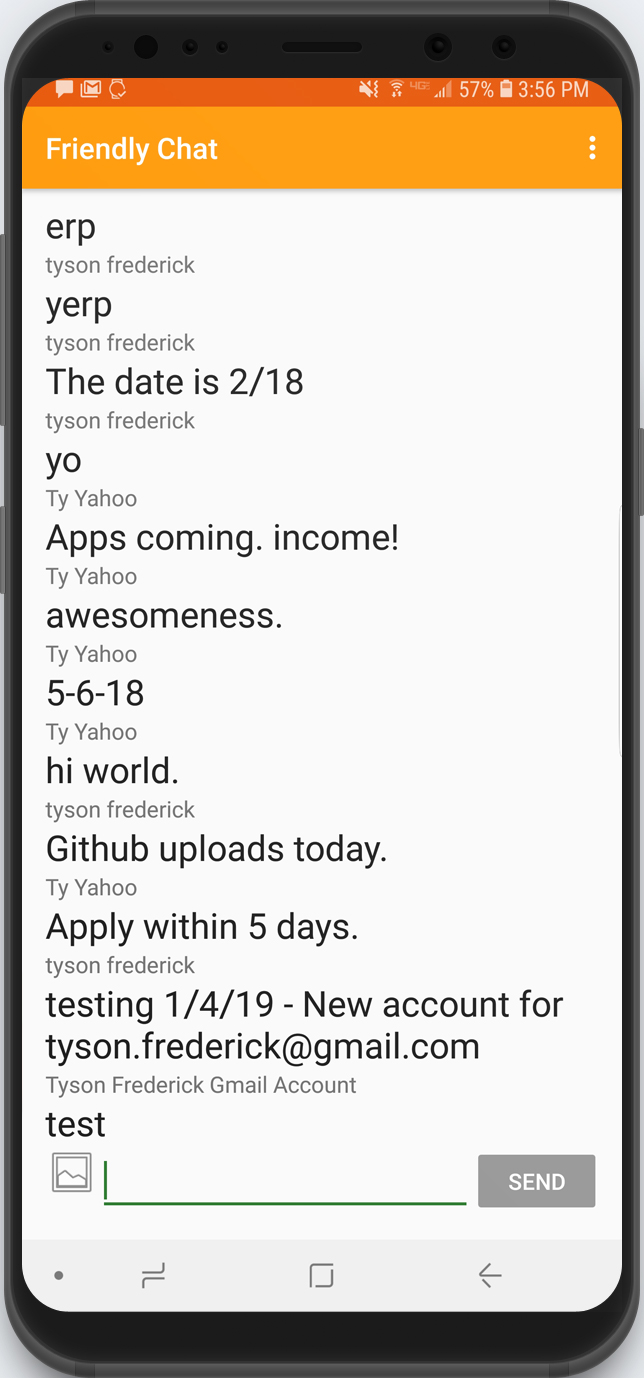 4GE 57% 3:56 PM
Friendly Chat
erp
tyson frederick
yerp
tyson frederick
The date is 2/18
tyson frederick
yo
Ty Yahoo
Apps coming. income!
Ty Yahoo
awesomeness.
Ty Yahoo
5-6-18
Ty Yahoo
hi world.
tyson frederick
Github uploads today.
Ty Yahoo
Apply within 5 days.
tyson frederick
testing 1/4/19 - New account for
tyson.frederick@gmail.com
Tyson Frederick Gmail Account
test
SEND